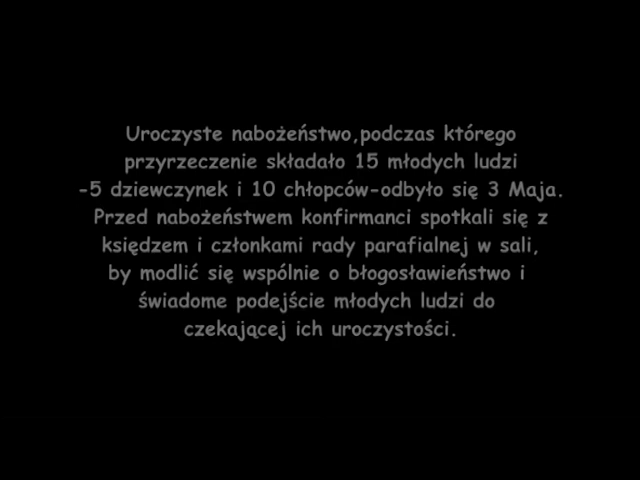 Uroczyste nabożeństwo,podczas którego
przyrzeczenie składało 15 młodych ludzi
-5 dziewczynek i 10 chłopców-odbyło się 3 Maja.
Przed nabożeństwem konfirmanci spotkali się z
księdzem i członkami rady parafialnej w sali,
by modlić się wspólnie o błogosławieństwo i
świadome podejście młodych ludzi do
czekającej ich uroczystości.